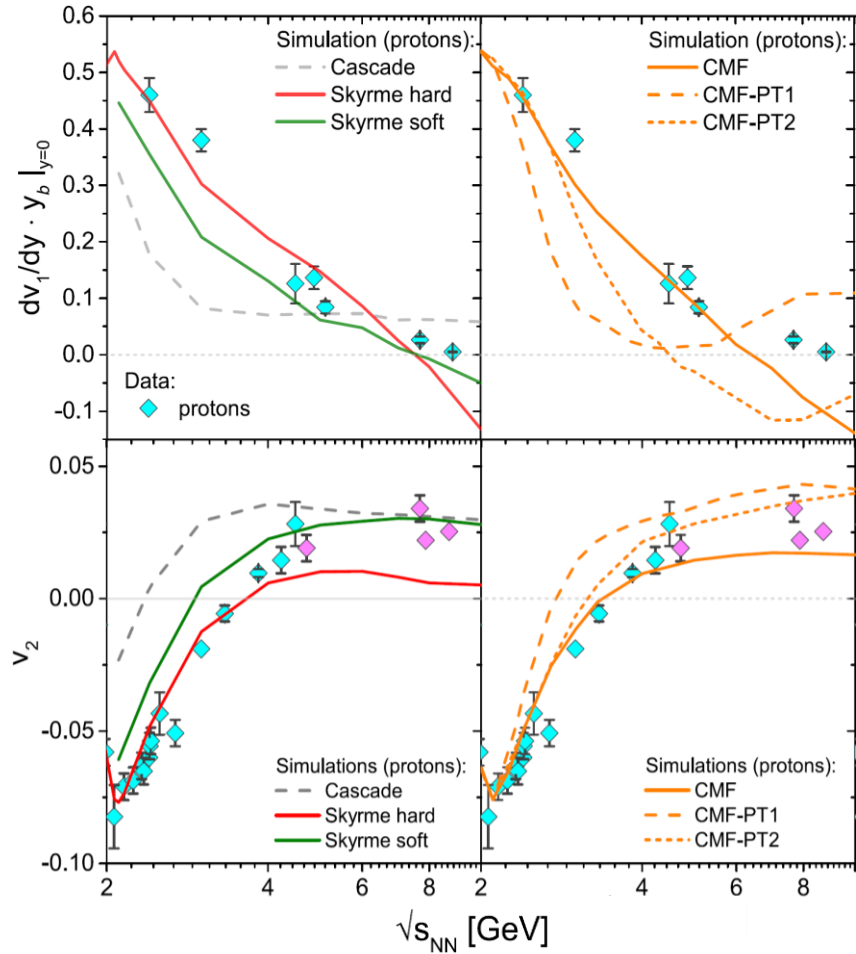 0.6
0.5
0.4
0.3
0.2
0.1
0.0
-0.1
dv₁/dy · y_b |_{y=0}
Simulation (protons):
Cascade
Skyrme hard
Skyrme soft
Data:
protons
Simulation (protons):
CMF
CMF-PT1
CMF-PT2
0.05
0.00
-0.05
-0.10
v₂
Simulations (protons):
Cascade
Skyrme hard
Skyrme soft
Simulations (protons):
CMF
CMF-PT1
CMF-PT2
2 4 6 8 2 4 6 8
√s_{NN} [GeV]